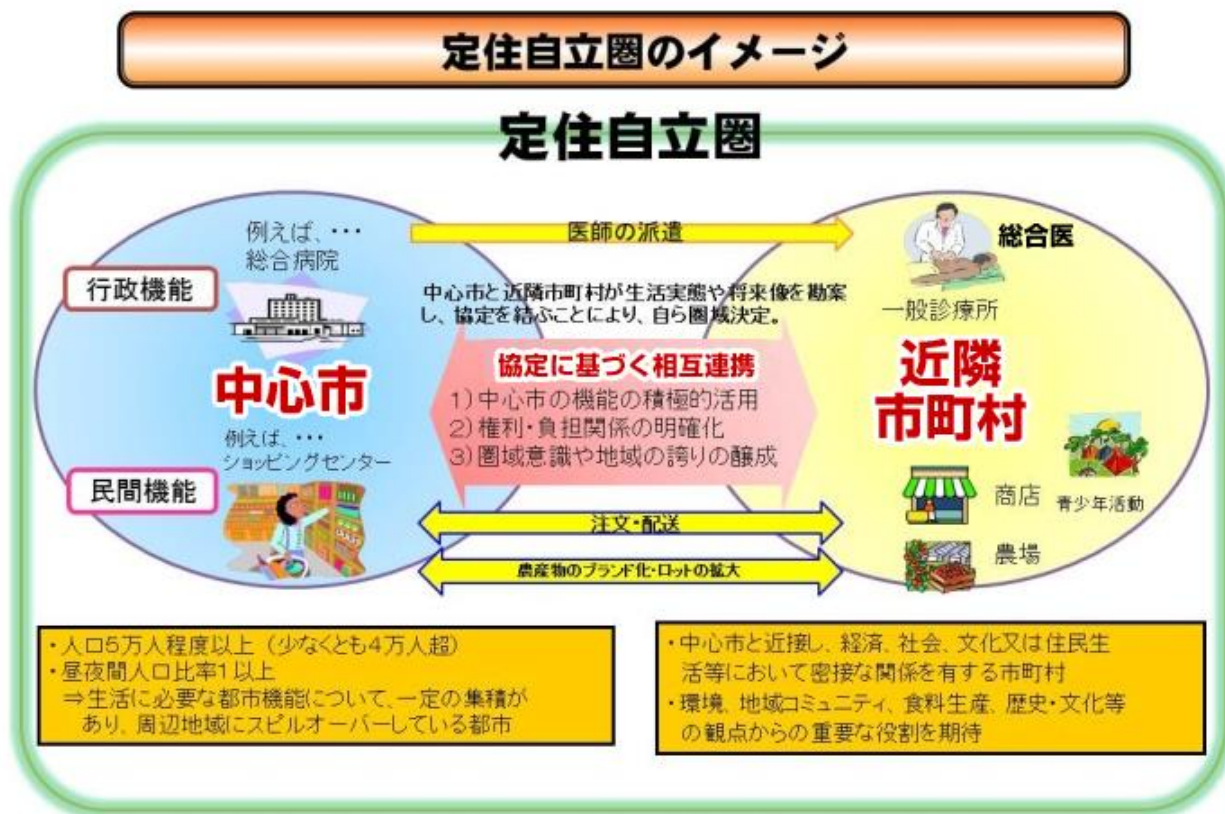 定住自立圏のイメージ
定住自立圏
例えば、・・・
総合病院
行政機能
中心市
例えば、・・・
ショッピングセンター
民間機能
医師の派遣
中心市と近隣市町村が生活実態や将来像を勘案
し、協定を結ぶことにより、自ら圏域決定。
協定に基づく相互連携
1)中心市の機能の積極的活用
2)権利・負担関係の明確化
3)圏域意識や地域の誇りの醸成
注文・配送
農産物のブランド化・ロットの拡大
総合医
一般診療所
近隣
市町村
商店
青少年活動
農場
・人口5万人程度以上（少なくとも4万人超）
・昼夜間人口比率1以上
⇒生活に必要な都市機能について、一定の集積が
あり、周辺地域にスピルオーバーしている都市
・中心市と近接し、経済、社会、文化又は住民生
活等において密接な関係を有する市町村
・環境、地域コミュニティ、食料生産、歴史・文化等
の観点からの重要な役割を期待